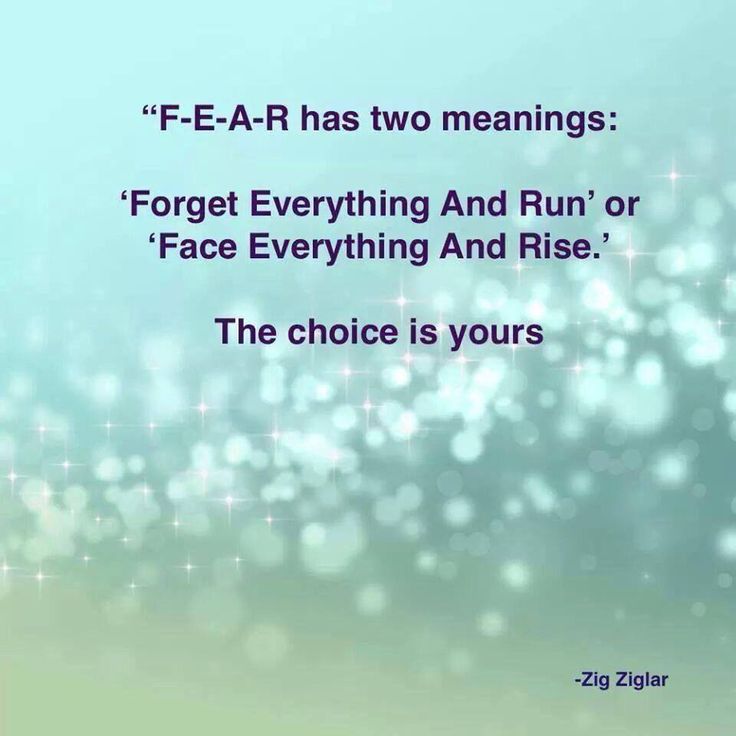 “F-E-A-R has two meanings:
‘Forget Everything And Run’ or
‘Face Everything And Rise.’
The choice is yours
-Zig Ziglar